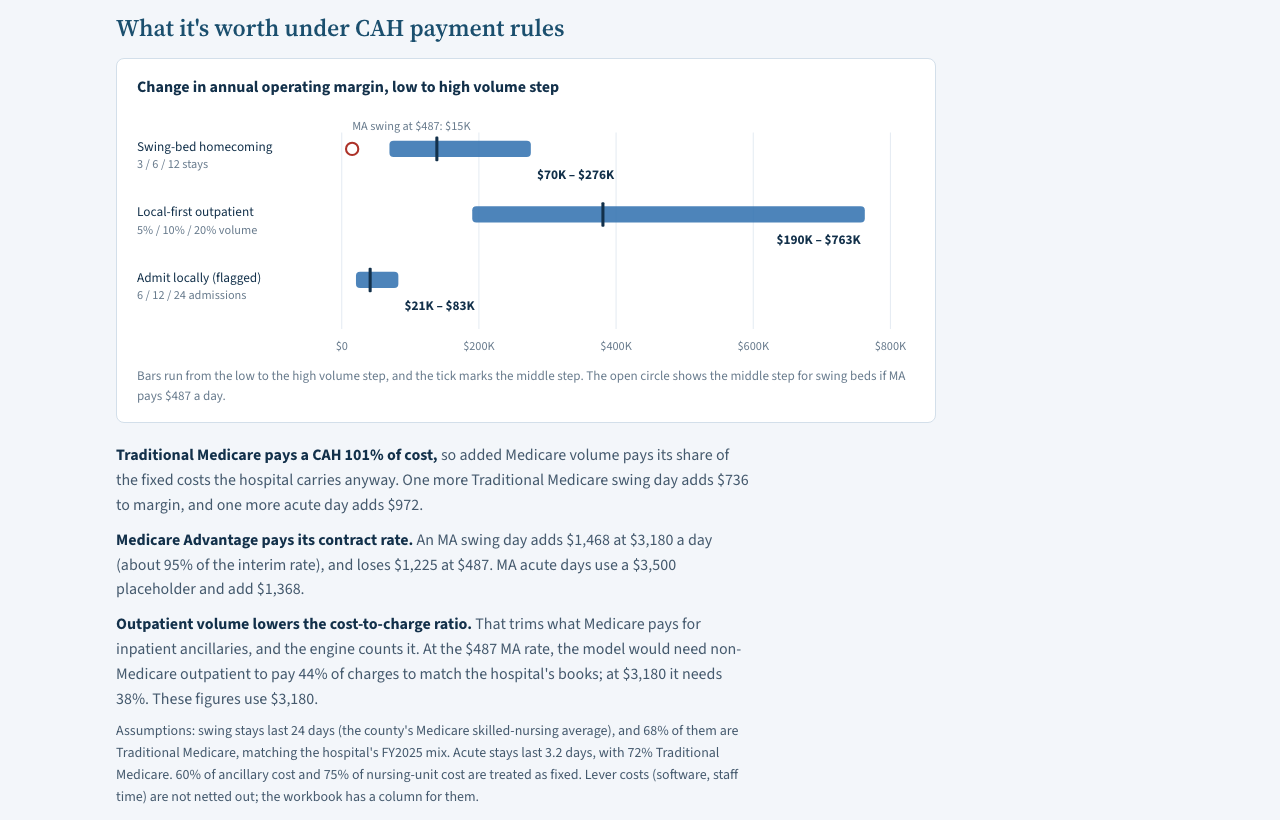 What it's worth under CAH payment rules
Change in annual operating margin, low to high volume step
MA swing at $487: $15K
Swing-bed homecoming
3 / 6 / 12 stays
$70K – $276K
Local-first outpatient
5% / 10% / 20% volume
$190K – $763K
Admit locally (flagged)
6 / 12 / 24 admissions
$21K – $83K
$0 $200K $400K $600K $800K
Bars run from the low to the high volume step, and the tick marks the middle step. The open circle shows the middle step for swing beds if MA
pays $487 a day.
Traditional Medicare pays a CAH 101% of cost, so added Medicare volume pays its share of
the fixed costs the hospital carries anyway. One more Traditional Medicare swing day adds $736
to margin, and one more acute day adds $972.
Medicare Advantage pays its contract rate. An MA swing day adds $1,468 at $3,180 a day
(about 95% of the interim rate), and loses $1,225 at $487. MA acute days use a $3,500
placeholder and add $1,368.
Outpatient volume lowers the cost-to-charge ratio. That trims what Medicare pays for
inpatient ancillaries, and the engine counts it. At the $487 MA rate, the model would need non-
Medicare outpatient to pay 44% of charges to match the hospital's books; at $3,180 it needs
38%. These figures use $3,180.
Assumptions: swing stays last 24 days (the county's Medicare skilled-nursing average), and 68% of them are
Traditional Medicare, matching the hospital's FY2025 mix. Acute stays last 3.2 days, with 72% Traditional
Medicare. 60% of ancillary cost and 75% of nursing-unit cost are treated as fixed. Lever costs (software, staff
time) are not netted out; the workbook has a column for them.